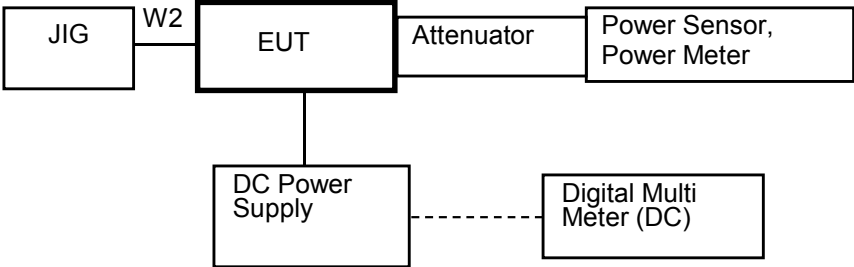 JIG
W2
EUT
Attenuator
Power Sensor,
Power Meter
DC Power
Supply
Digital Multi
Meter (DC)